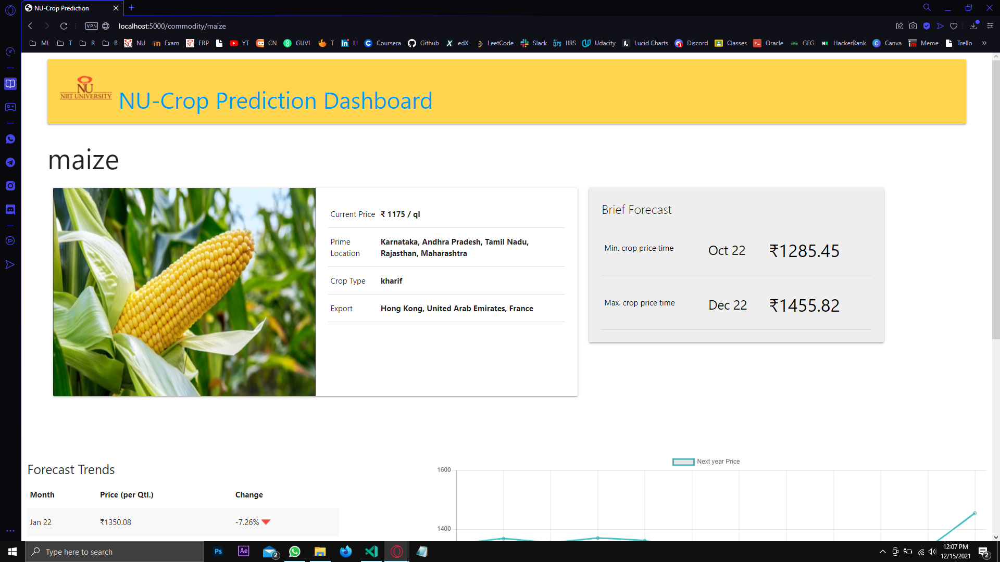 NU-Crop Prediction
VPN
localhost:5000/commodity/maize
ML T R B NU Exam ERP YT CN GUVI T LI Coursera Github edX LeetCode Slack IIRS Udacity Lucid Charts Discord Classes Oracle GFG HackerRank Canva Meme Trello »
NU
NIIT UNIVERSITY
NU-Crop Prediction Dashboard
maize
Current Price ₹ 1175 / ql
Prime Location Karnataka, Andhra Pradesh, Tamil Nadu,
Rajasthan, Maharashtra
Crop Type kharif
Export Hong Kong, United Arab Emirates, France
Brief Forecast
Min. crop price time Oct 22 ₹1285.45
Max. crop price time Dec 22 ₹1455.82
Forecast Trends
Month Price (per Qtl.) Change
Jan 22 ₹1350.08 -7.26%
Next year Price
1600
1400
Type here to search
Ps
Ae
2
12:07 PM
12/15/2021
2